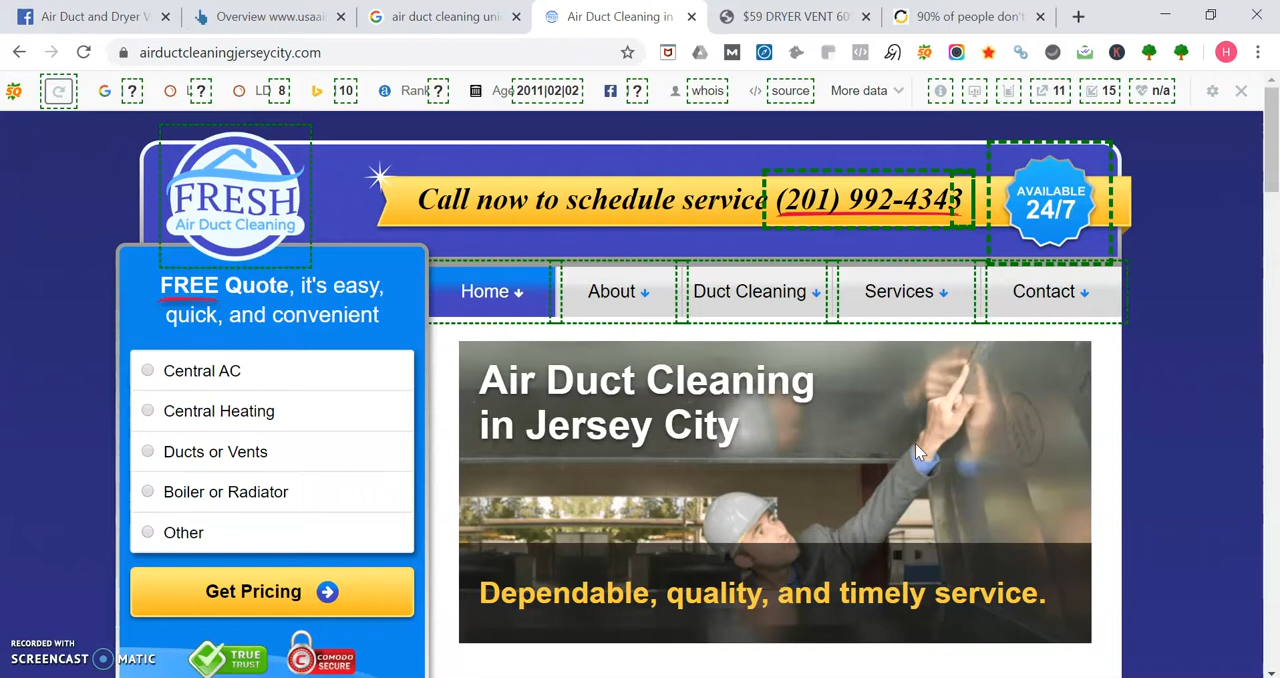 Air Duct and Dryer V
Overview www.usaai
air duct cleaning uni
Air Duct Cleaning in
$59 DRYER VENT 60
90% of people don't
airductcleaningjerseycity.com
H
SQ
?
?
LD 8
10
Rank ?
Age 2011|02|02
?
whois
source
More data
11
15
n/a
FRESH
Air Duct Cleaning
Call now to schedule service (201) 992-4343
AVAILABLE
24/7
FREE Quote, it's easy,
quick, and convenient
Home
About
Duct Cleaning
Services
Contact
Central AC
Central Heating
Ducts or Vents
Boiler or Radiator
Other
Get Pricing
Air Duct Cleaning
in Jersey City
Dependable, quality, and timely service.
RECORDED WITH
SCREENCAST MATIC
TRUE
TRUST
COMODO
SECURE